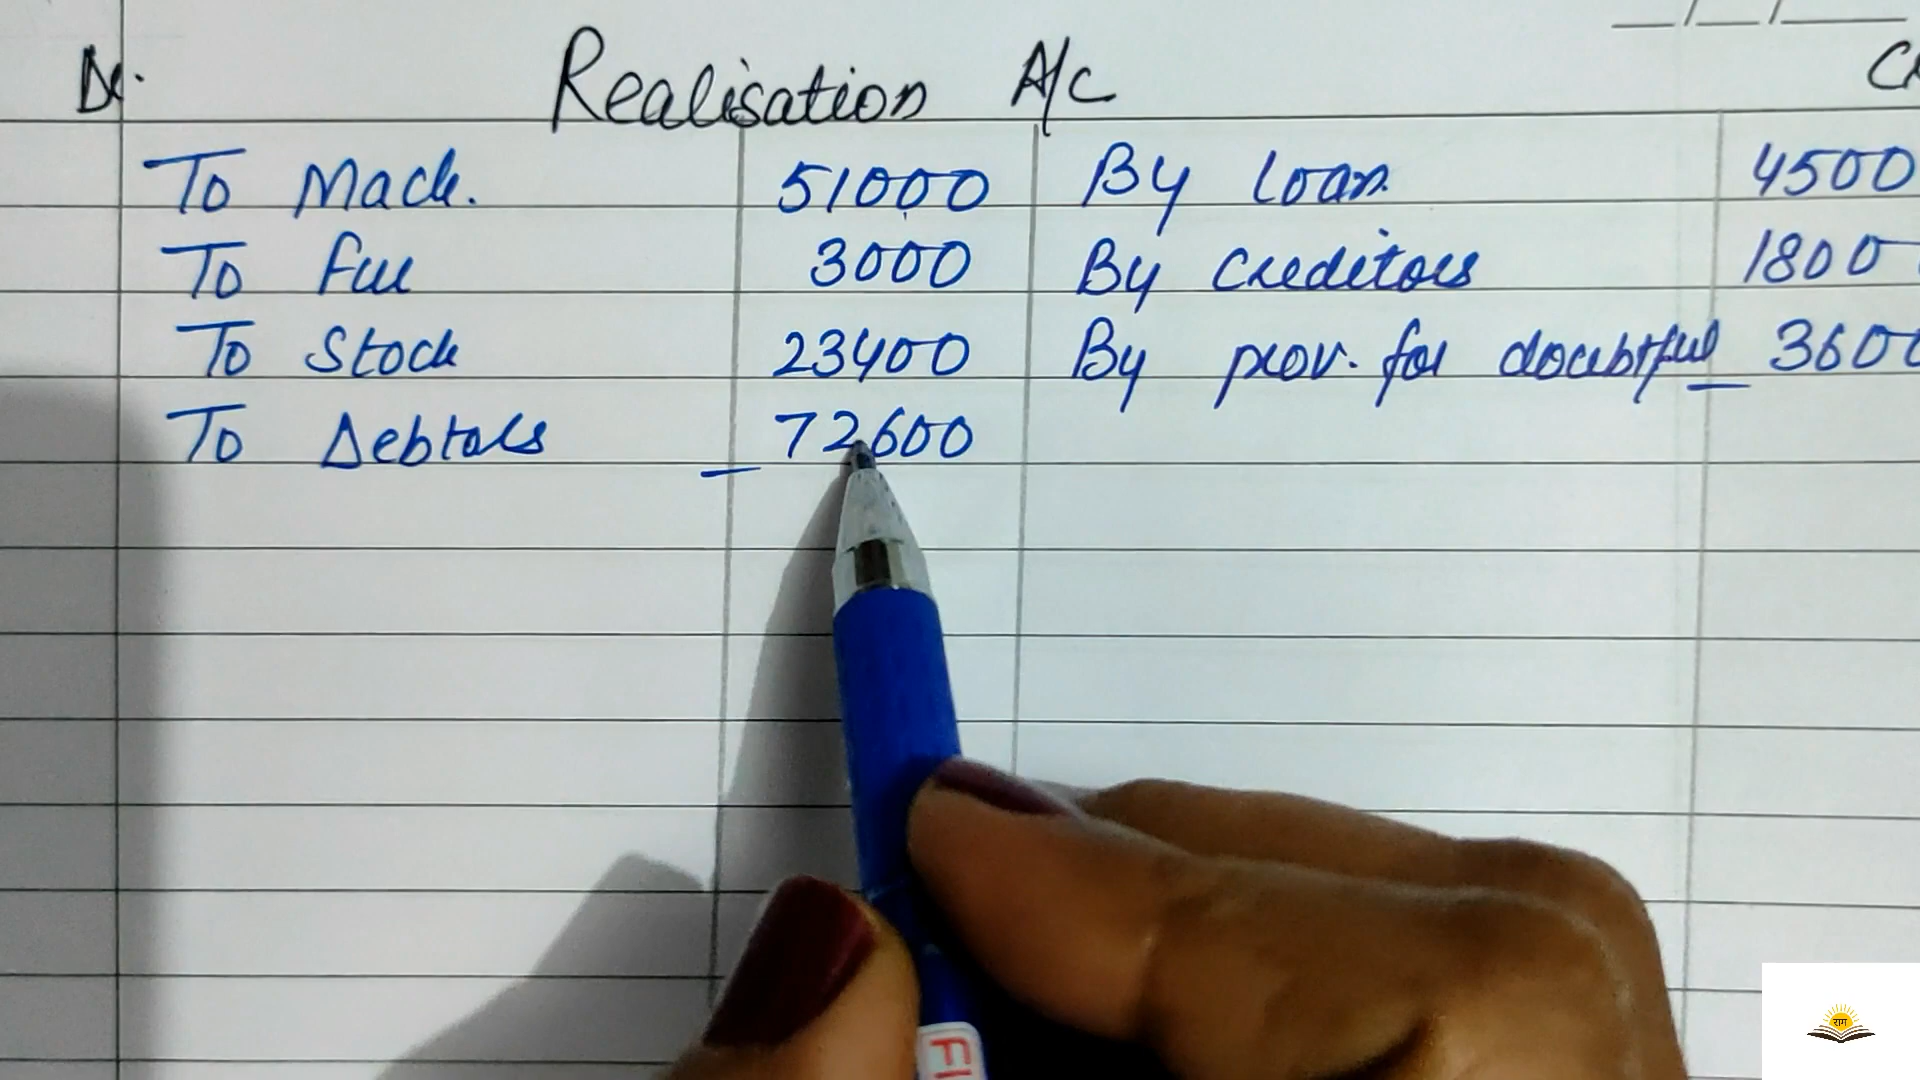 Dr. Realisation A/c Cr
To Mach. 51000 By loan 4500
To Fur 3000 By Creditors 1800
To Stock 23400 By prov. for doubtful 3600
To Debtors 72600
FI
राग